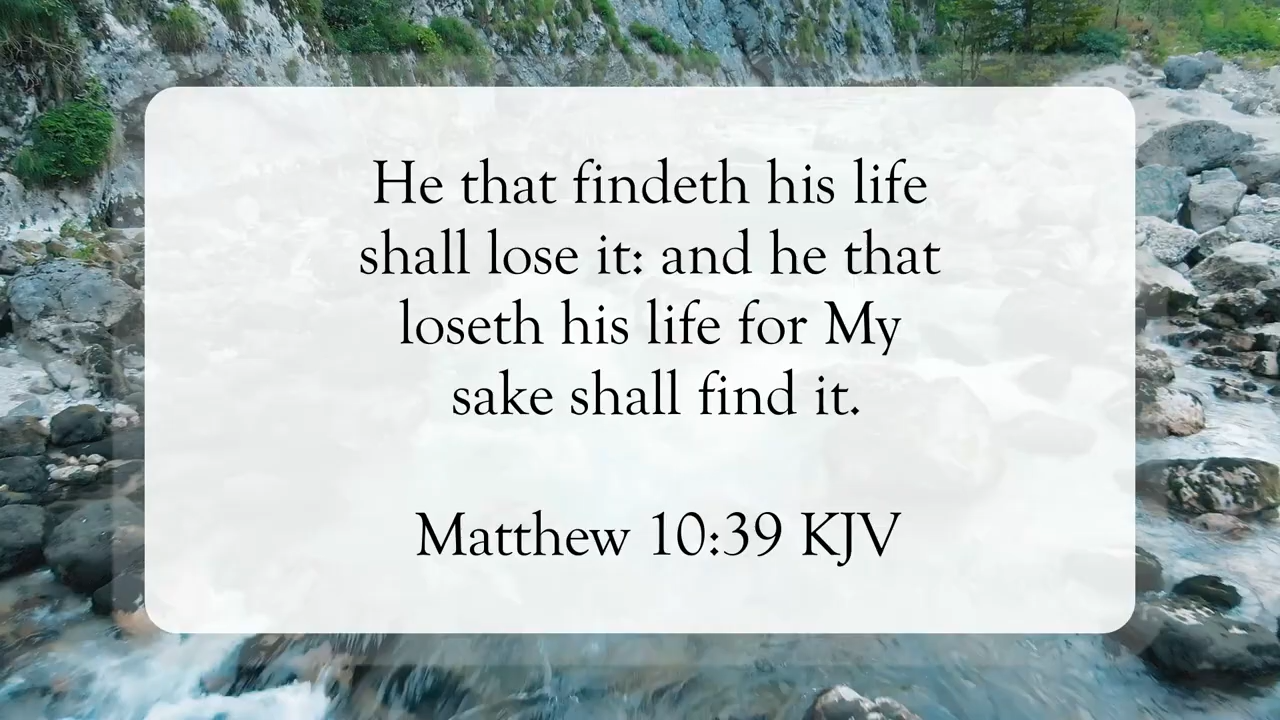 He that findeth his life
shall lose it: and he that
loseth his life for My
sake shall find it.
Matthew 10:39 KJV